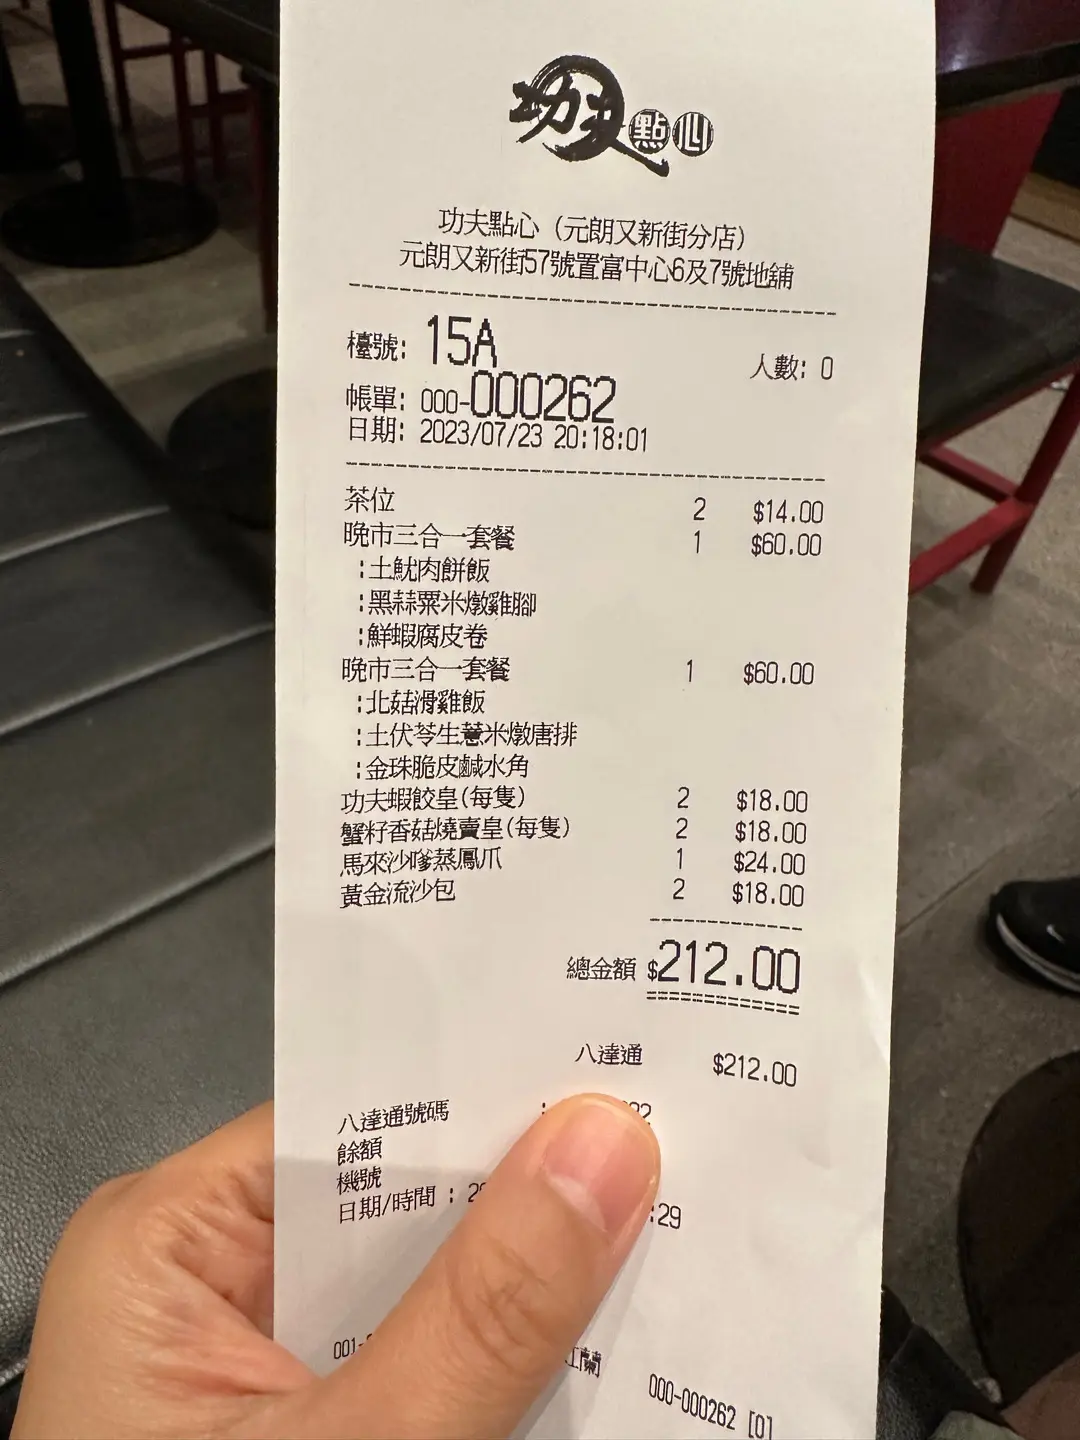 功夫點心
功夫點心（元朗又新街分店）
元朗又新街57號置富中心6及7號地舖
檯號: 15A 人數: 0
帳單: 000-000262
日期: 2023/07/23 20:18:01
茶位 2 $14.00
晚市三合一套餐 1 $60.00
:土魷肉餅飯
:黑蒜粟米燉雞腳
:鮮蝦腐皮卷
晚市三合一套餐 1 $60.00
:北菇滑雞飯
:土伏苓生薏米燉唐排
:金珠脆皮鹹水角
功夫蝦餃皇(每隻) 2 $18.00
蟹籽香菇燒賣皇(每隻) 2 $18.00
馬來沙嗲蒸鳳爪 1 $24.00
黃金流沙包 2 $18.00
總金額 $212.00
八達通 $212.00
八達通號碼 :
餘額
機號
日期/時間 : :29
001-
000-000262 [0]